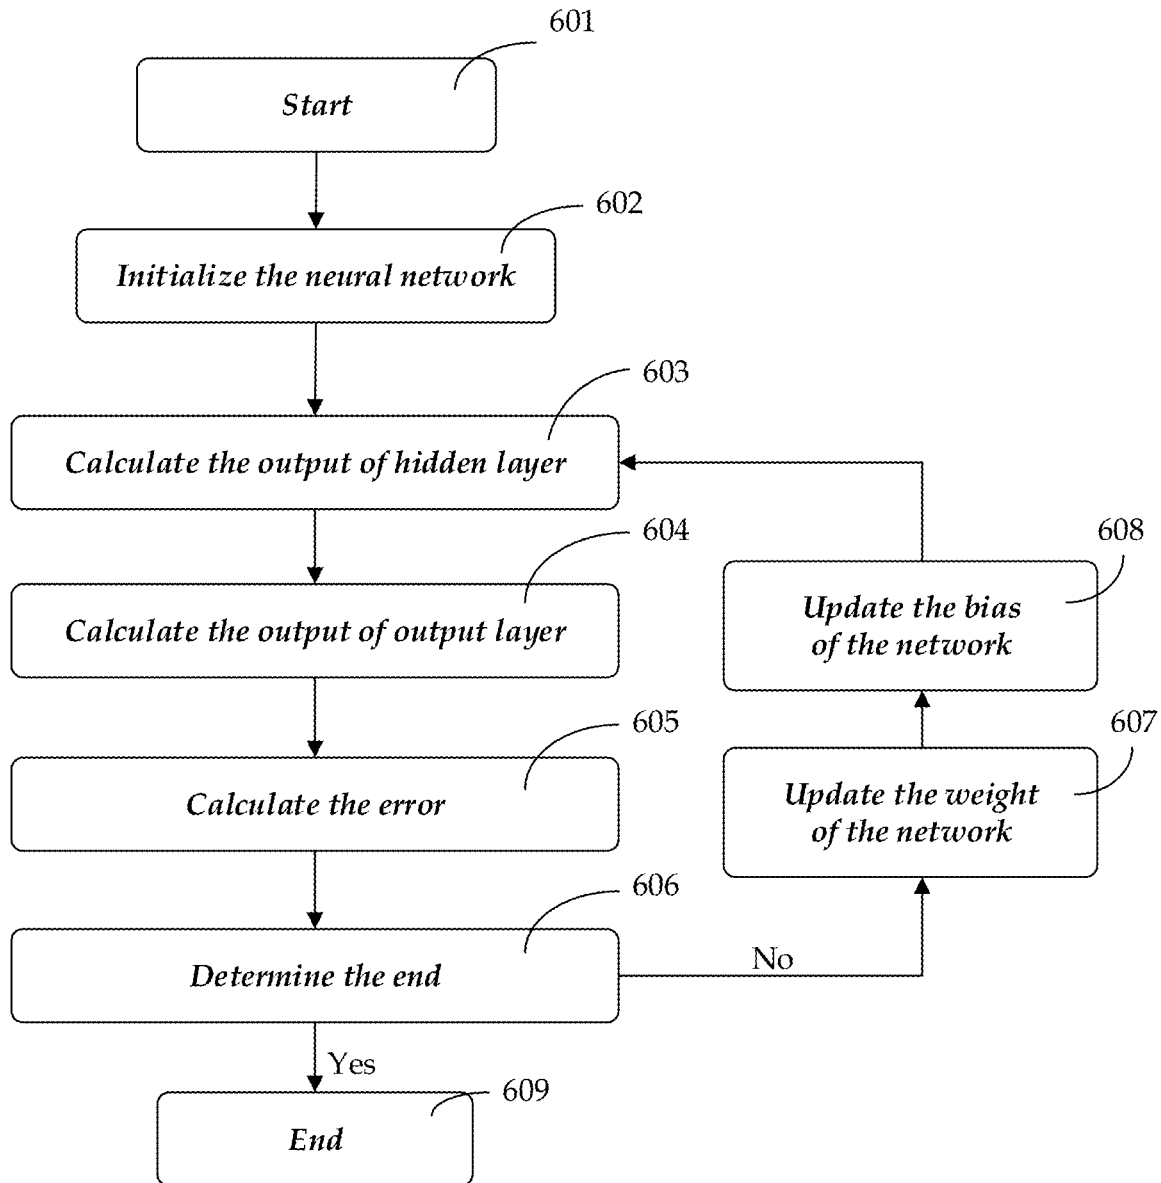 601
Start
602
Initialize the neural network
603
Calculate the output of hidden layer
604
Calculate the output of output layer
605
Calculate the error
606
Determine the end
No
607
Update the weight
of the network
608
Update the bias
of the network
Yes
609
End